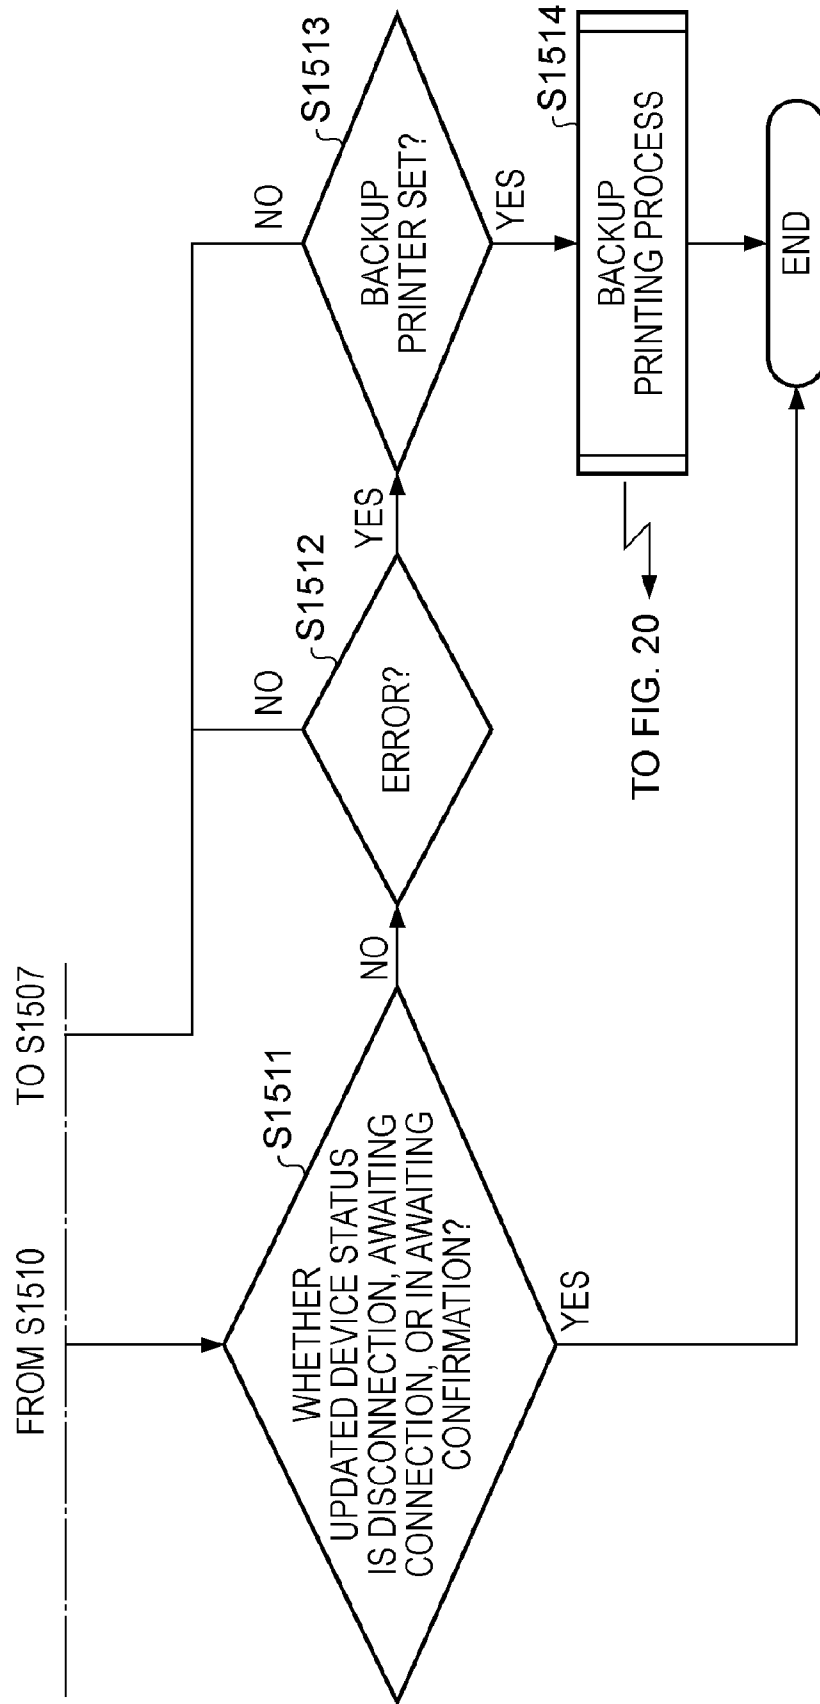 FROM S1510
TO S1507
S1511
WHETHER
UPDATED DEVICE STATUS
IS DISCONNECTION, AWAITING
CONNECTION, OR IN AWAITING
CONFIRMATION?
NO
YES
S1512
ERROR?
NO
YES
S1513
BACKUP
PRINTER SET?
NO
YES
S1514
BACKUP
PRINTING PROCESS
TO FIG. 20
END